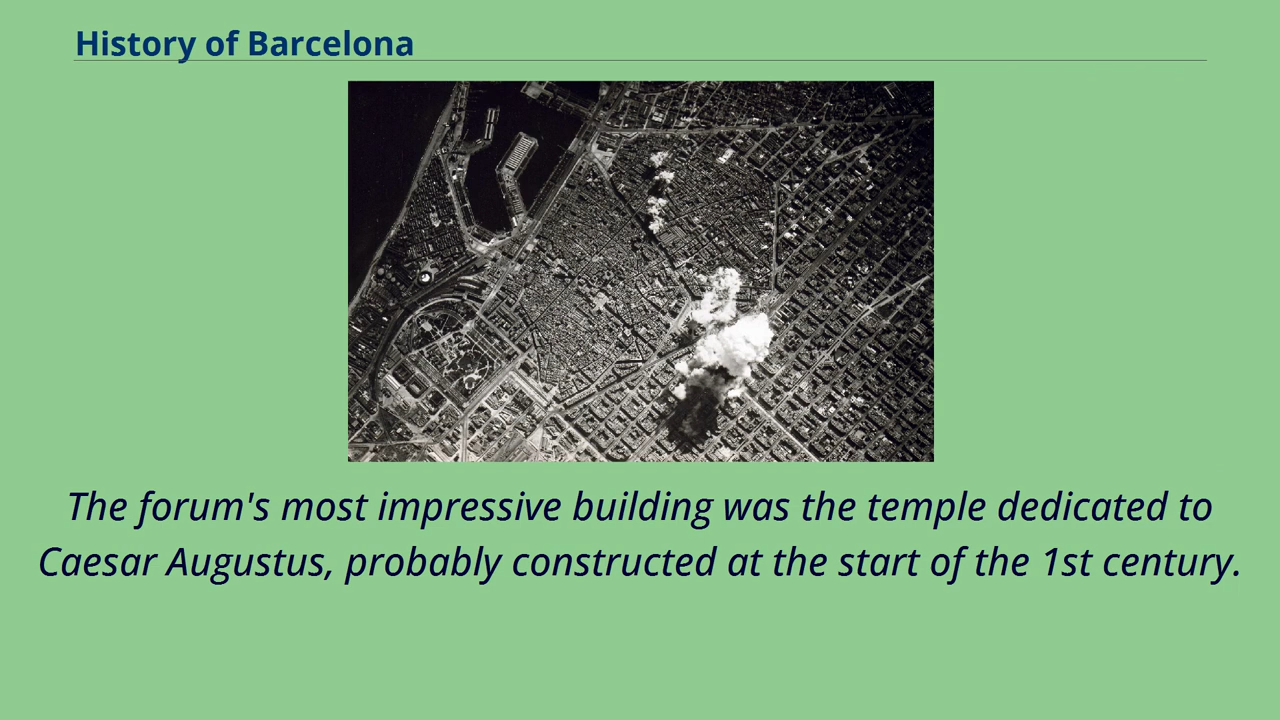 History of Barcelona
The forum's most impressive building was the temple dedicated to
Caesar Augustus, probably constructed at the start of the 1st century.